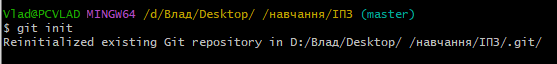 Vlad@PCVLAD MINGW64 /d/Влад/Desktop/ /навчання/ІПЗ (master)
$ git init
Reinitialized existing Git repository in D:/Влад/Desktop/ /навчання/ІПЗ/.git/